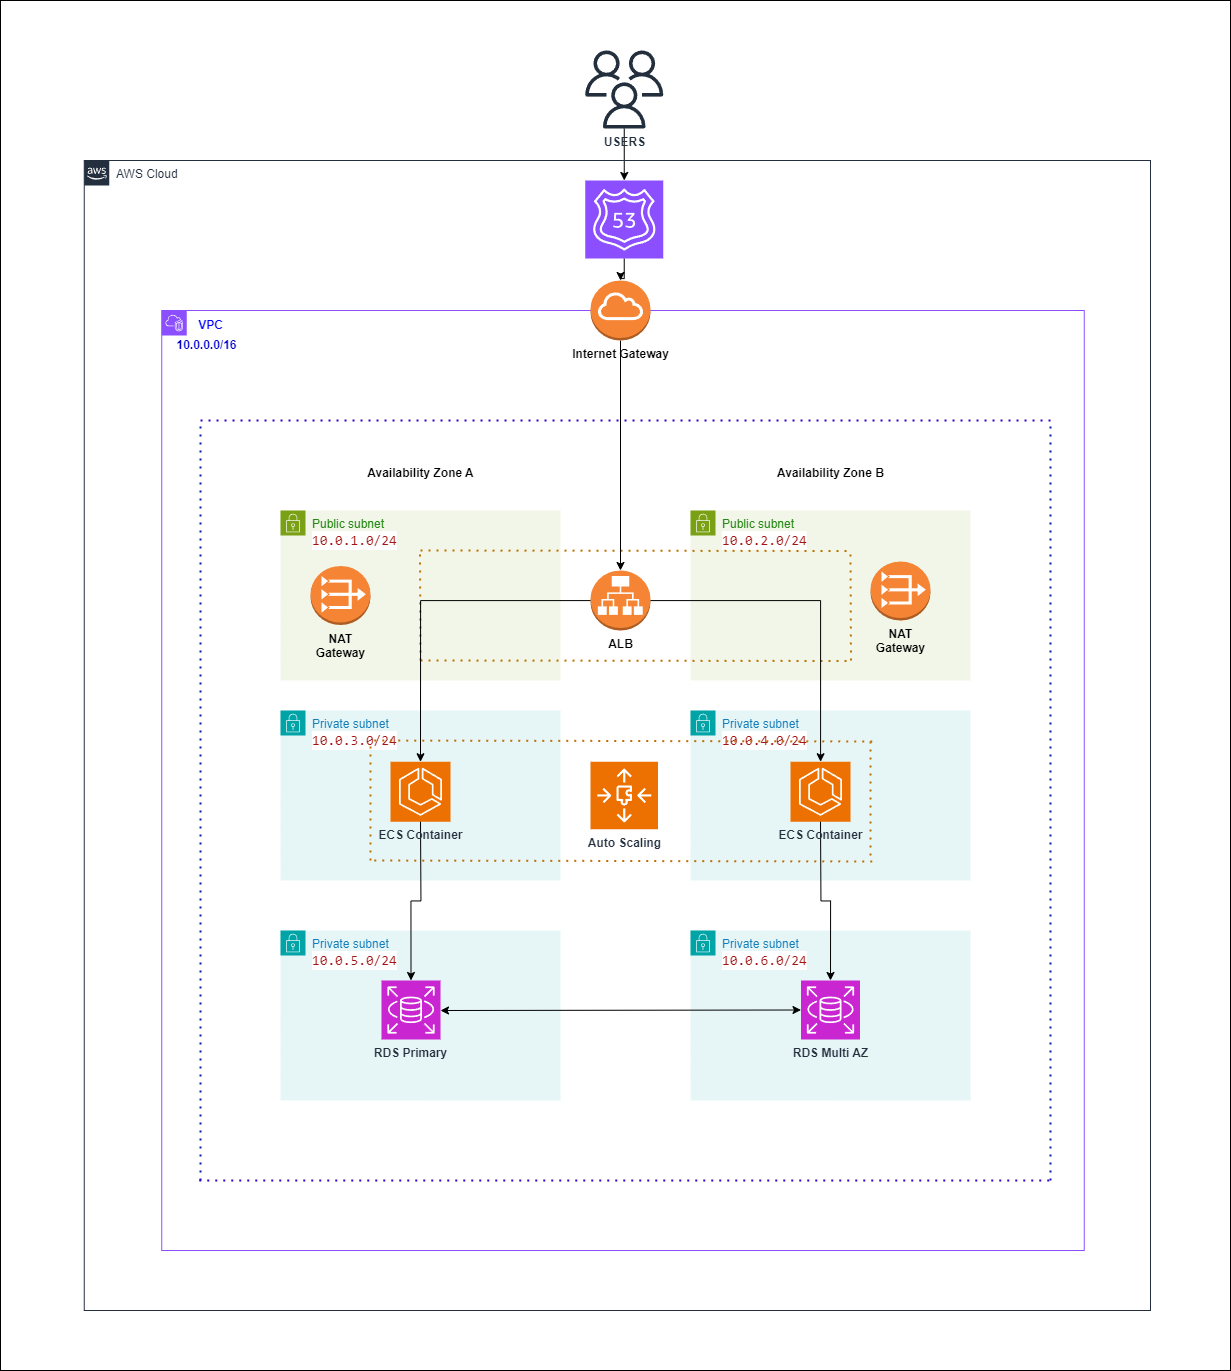 USERS
aws
AWS Cloud
53
Internet Gateway
VPC
10.0.0.0/16
Availability Zone A
Availability Zone B
Public subnet
10.0.1.0/24
Public subnet
10.0.2.0/24
NAT
Gateway
ALB
NAT
Gateway
Private subnet
10.0.3.0/24
Private subnet
10.0.4.0/24
ECS Container
Auto Scaling
ECS Container
Private subnet
10.0.5.0/24
Private subnet
10.0.6.0/24
RDS Primary
RDS Multi AZ